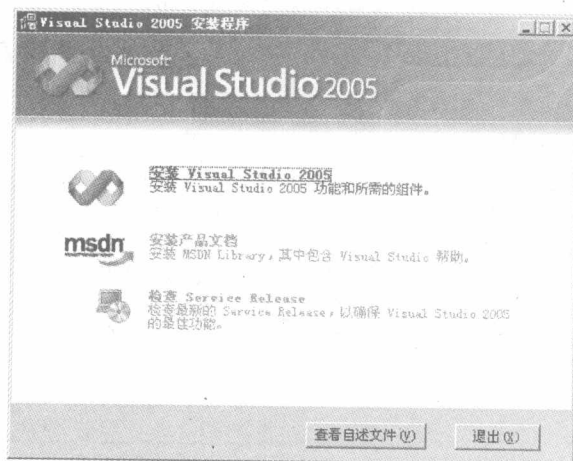 Visual Studio 2005 安装程序
Microsoft
Visual Studio 2005
安装 Visual Studio 2005
安装 Visual Studio 2005 功能和所需的组件。
msdn
安装产品文档
安装 MSDN Library，其中包含 Visual Studio 帮助。
检查 Service Release
检查最新的 Service Release，以确保 Visual Studio 2005
的最佳功能。
查看自述文件(V)
退出(X)